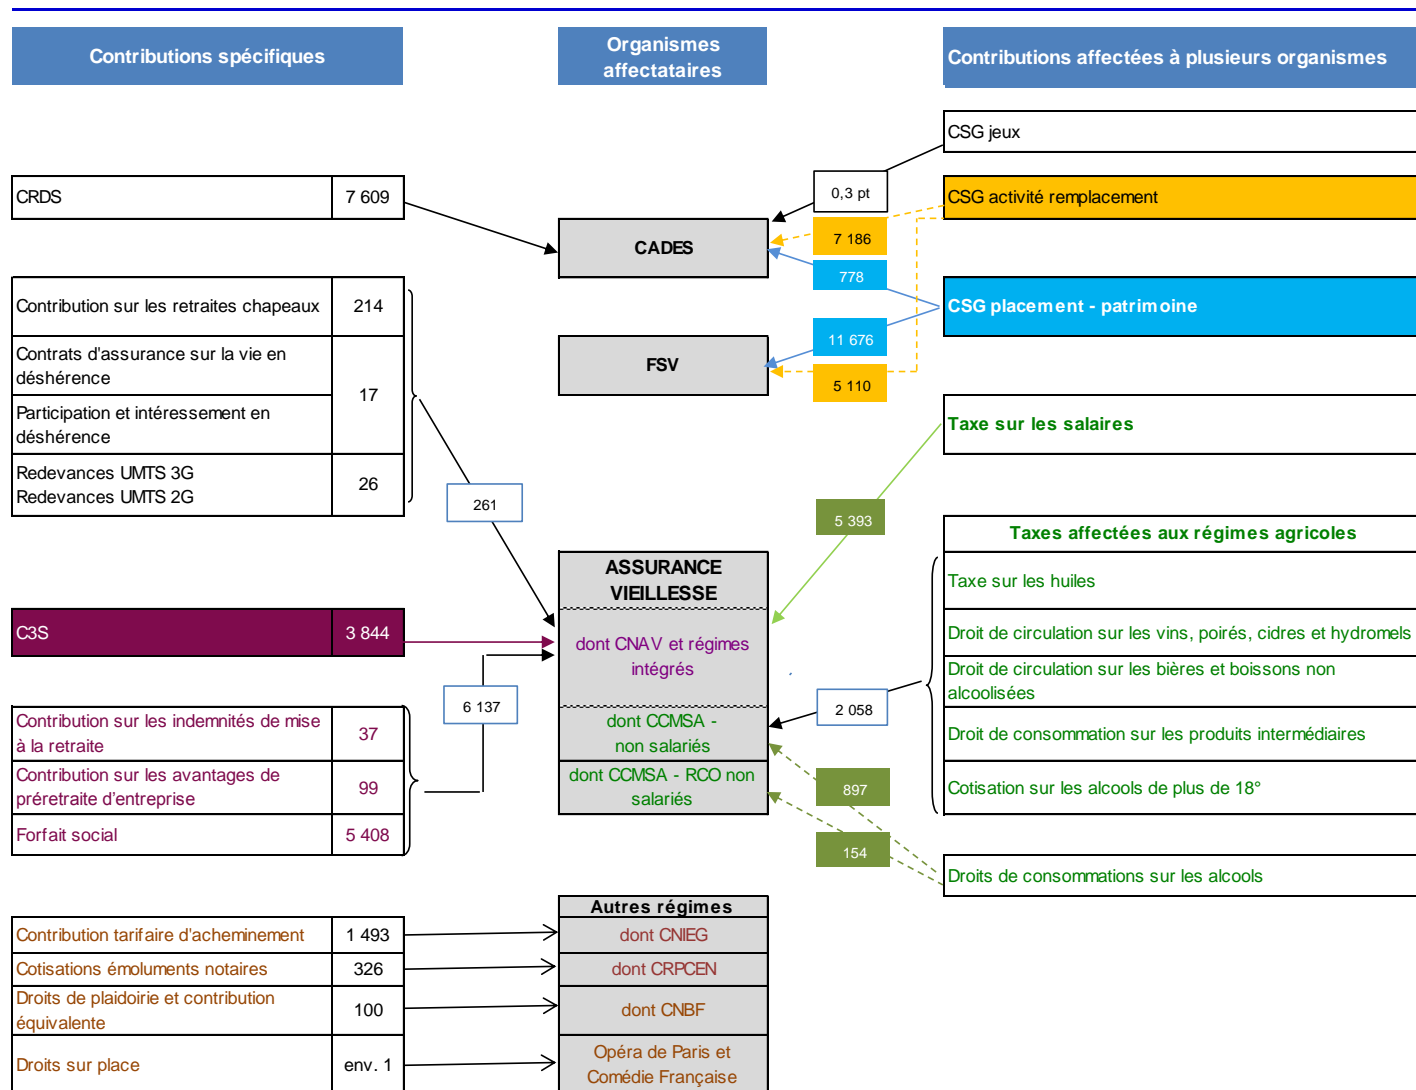 Contributions spécifiques
Organismes
affectataires
Contributions affectées à plusieurs organismes
CSG jeux
CRDS
7 609
0,3 pt
CSG activité remplacement
CADES
7 186
778
Contribution sur les retraites chapeaux
214
CSG placement - patrimoine
Contrats d'assurance sur la vie en
déshérence
17
Participation et intéressement en
déshérence
FSV
11 676
5 110
Redevances UMTS 3G
Redevances UMTS 2G
26
261
Taxe sur les salaires
5 393
Taxes affectées aux régimes agricoles
ASSURANCE
VIEILLESSE
Taxe sur les huiles
C3S
3 844
dont CNAV et régimes
intégrés
Droit de circulation sur les vins, poirés, cidres et hydromels
Droit de circulation sur les bières et boissons non
alcoolisées
6 137
2 058
Contribution sur les indemnités de mise
à la retraite
37
dont CCMSA -
non salariés
Droit de consommation sur les produits intermédiaires
Contribution sur les avantages de
préretraite d'entreprise
99
dont CCMSA - RCO non
salariés
897
Cotisation sur les alcools de plus de 18°
Forfait social
5 408
154
Droits de consommations sur les alcools
Autres régimes
Contribution tarifaire d'acheminement
1 493
dont CNIEG
Cotisations émoluments notaires
326
dont CRPCEN
Droits de plaidoirie et contribution
équivalente
100
dont CNBF
Droits sur place
env. 1
Opéra de Paris et
Comédie Française